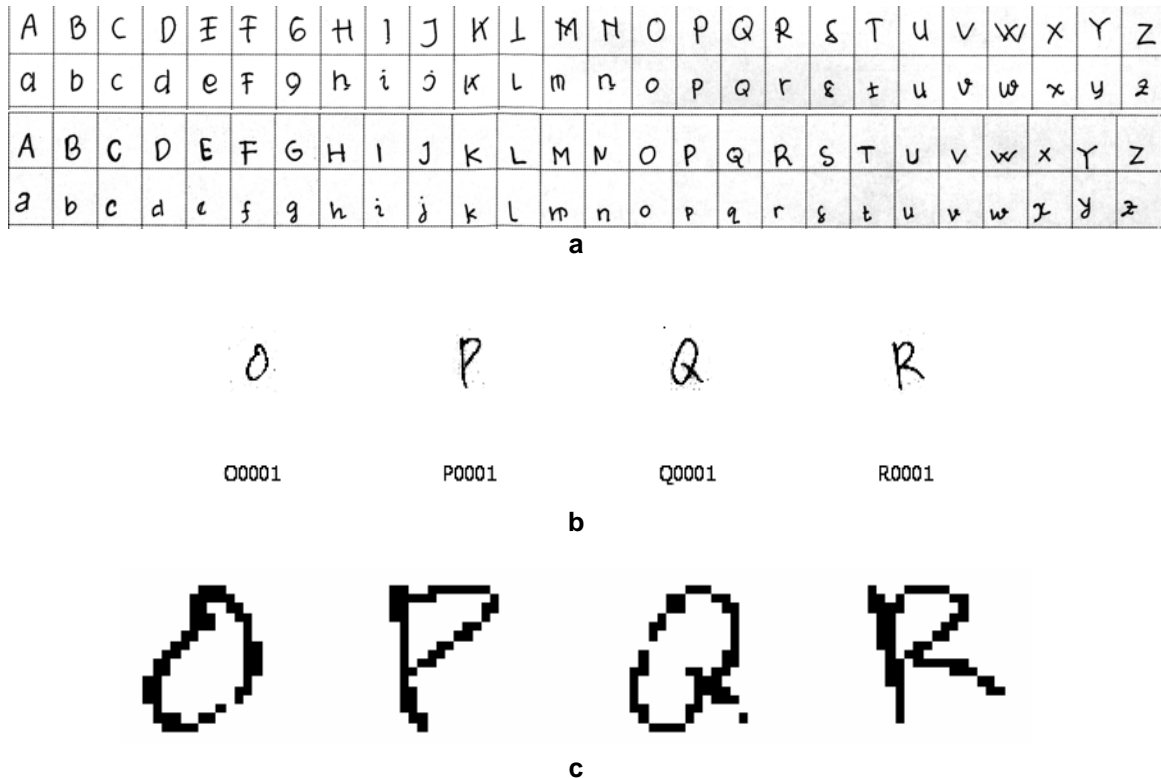 A B C D E F G H I J K L M N O P Q R S T U V W X Y Z
a b c d e F g h i j K L m n o p Q r s t u v w x y z
A B C D E F G H I J K L M N O P Q R S T U V W X Y Z
a b c d e f g h i j k l m n o p q r s t u v w x y z
a
O P Q R
O0001 P0001 Q0001 R0001
b
O P Q R
c